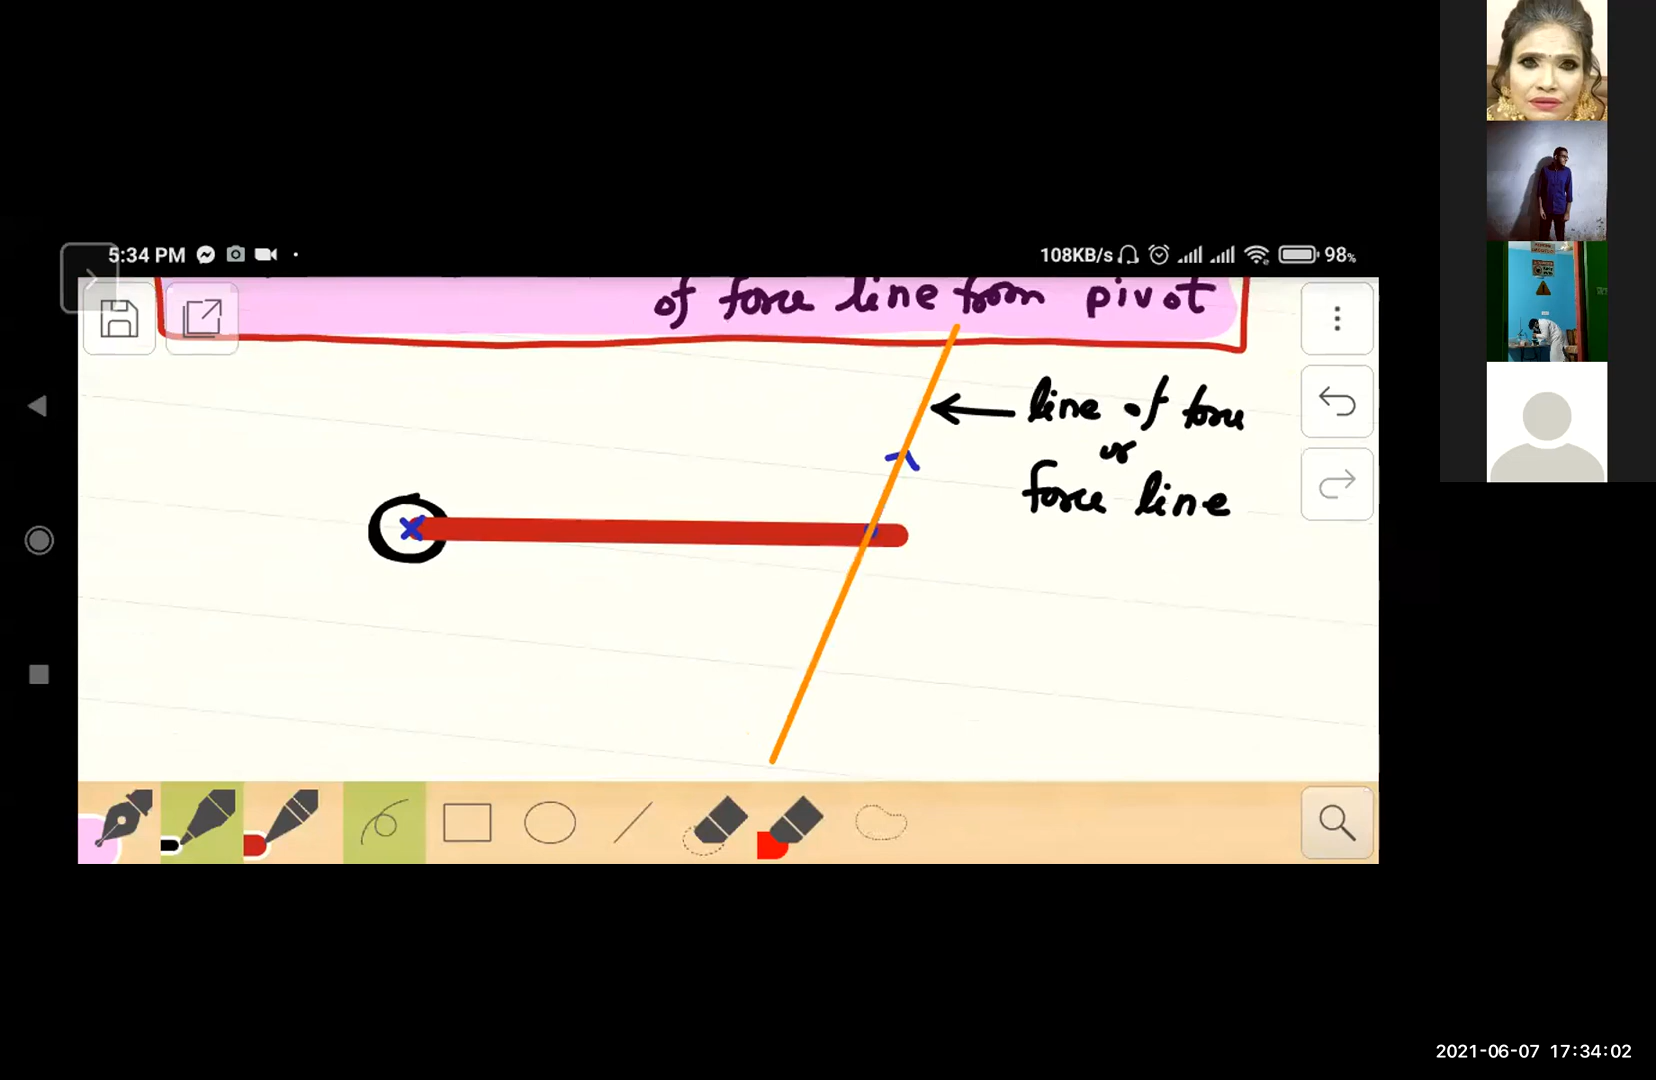 5:34 PM
108KB/s
98%
of force line from pivot
line of force
or
force line
2021-06-07 17:34:02